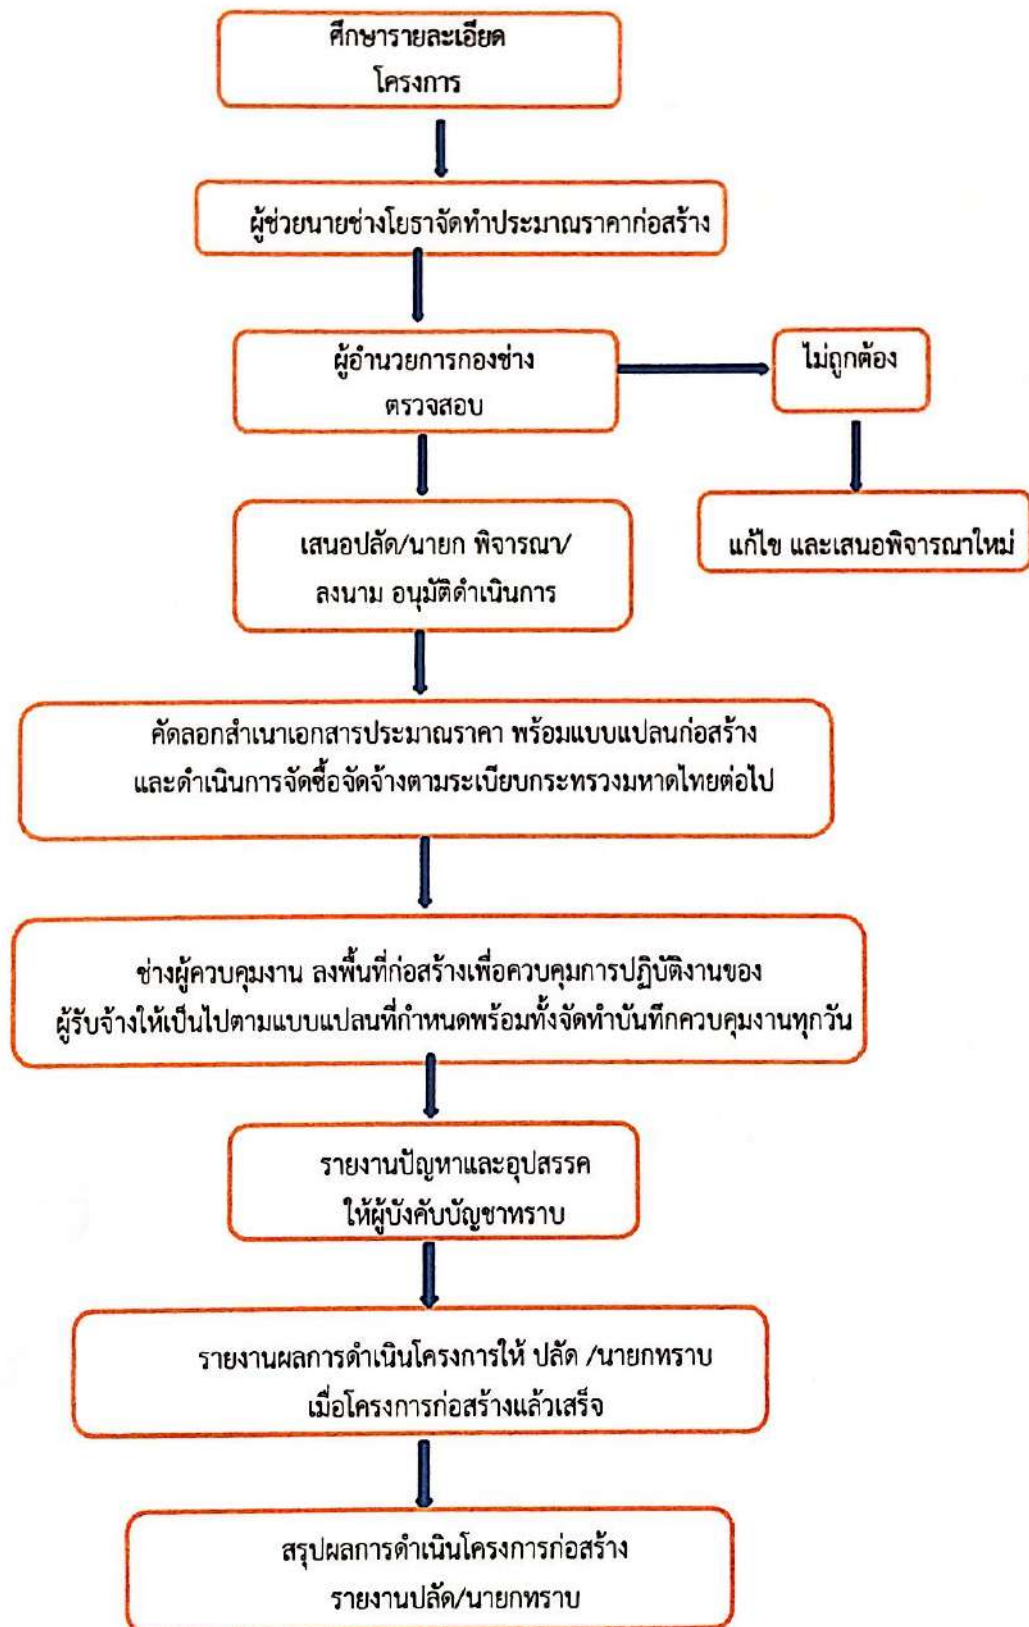 ศึกษารายละเอียด
โครงการ
ผู้ช่วยนายช่างโยธาจัดทำประมาณราคาก่อสร้าง
ผู้อำนวยการกองช่าง
ตรวจสอบ
ไม่ถูกต้อง
เสนอปลัด/นายก พิจารณา/
ลงนาม อนุมัติดำเนินการ
แก้ไข และเสนอพิจารณาใหม่
คัดลอกสำเนาเอกสารประมาณราคา พร้อมแบบแปลนก่อสร้าง
และดำเนินการจัดซื้อจัดจ้างตามระเบียบกระทรวงมหาดไทยต่อไป
ช่างผู้ควบคุมงาน ลงพื้นที่ก่อสร้างเพื่อควบคุมการปฏิบัติงานของ
ผู้รับจ้างให้เป็นไปตามแบบแปลนที่กำหนดพร้อมทั้งจัดทำบันทึกควบคุมงานทุกวัน
รายงานปัญหาและอุปสรรค
ให้ผู้บังคับบัญชาทราบ
รายงานผลการดำเนินโครงการให้ ปลัด /นายกทราบ
เมื่อโครงการก่อสร้างแล้วเสร็จ
สรุปผลการดำเนินโครงการก่อสร้าง
รายงานปลัด/นายกทราบ